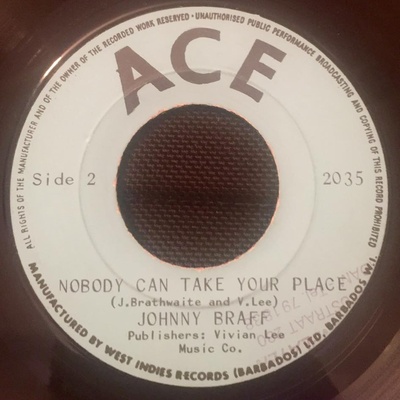 ALL RIGHTS OF THE MANUFACTURER AND OF THE OWNER OF THE RECORDED WORK RESERVED • UNAUTHORISED PUBLIC PERFORMANCE BROADCASTING AND COPYING OF THIS RECORD PROHIBITED
ACE
Side 2
2035
NOBODY CAN TAKE YOUR PLACE
(J.Brathwaite and V.Lee)
JOHNNY BRAFF
Publishers: Vivian Lee
Music Co.
MANUFACTURED BY WEST INDIES RECORDS (BARBADOS) LTD. BARBADOS W.I.